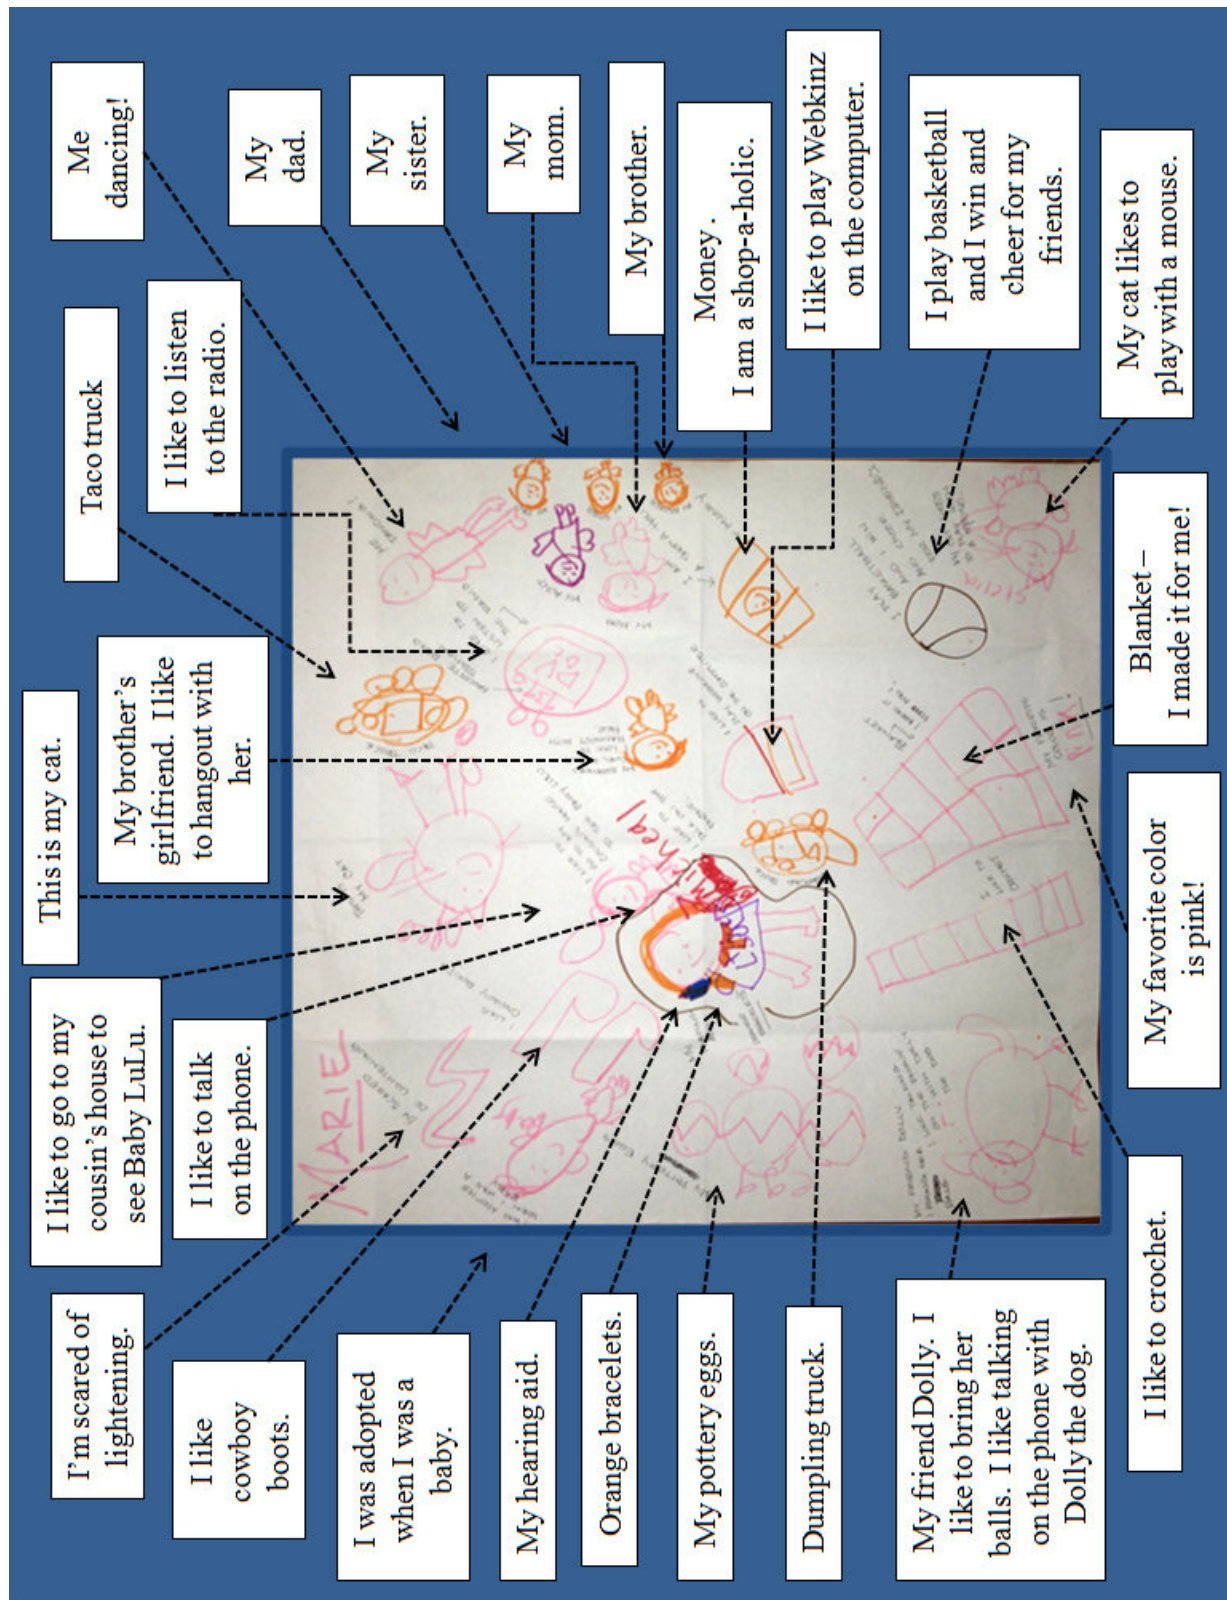 I'm scared of
lightening.
I like
cowboy
boots.
I was adopted
when I was a
baby.
My hearing aid.
Orange bracelets.
My pottery eggs.
Dumpling truck.
My friend Dolly.  I
like to bring her
balls.  I like talking
on the phone with
Dolly the dog.
I like to go to my
cousin's house to
see Baby LuLu.
I like to talk
on the phone.
I like to crochet.
This is my cat.
My brother's
girlfriend.  I like
to hangout with
her.
My favorite color
is pink!
Blanket –
I made it for me!
Taco truck
I like to listen
to the radio.
Me
dancing!
My
dad.
My
sister.
My
mom.
My brother.
Money .
I am a shop-a-holic.
I like to play Webkinz
on the computer.
I play basketball
and I win and
cheer for my
friends.
My cat likes to
play with a mouse.
MARIE
egg